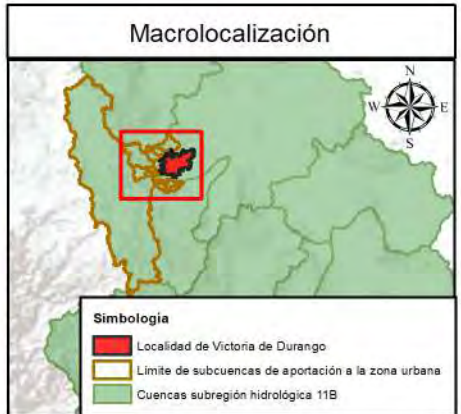 Macrolocalización
N
W E
S
Simbología
Localidad de Victoria de Durango
Límite de subcuencas de aportación a la zona urbana
Cuencas subregión hidrológica 11B